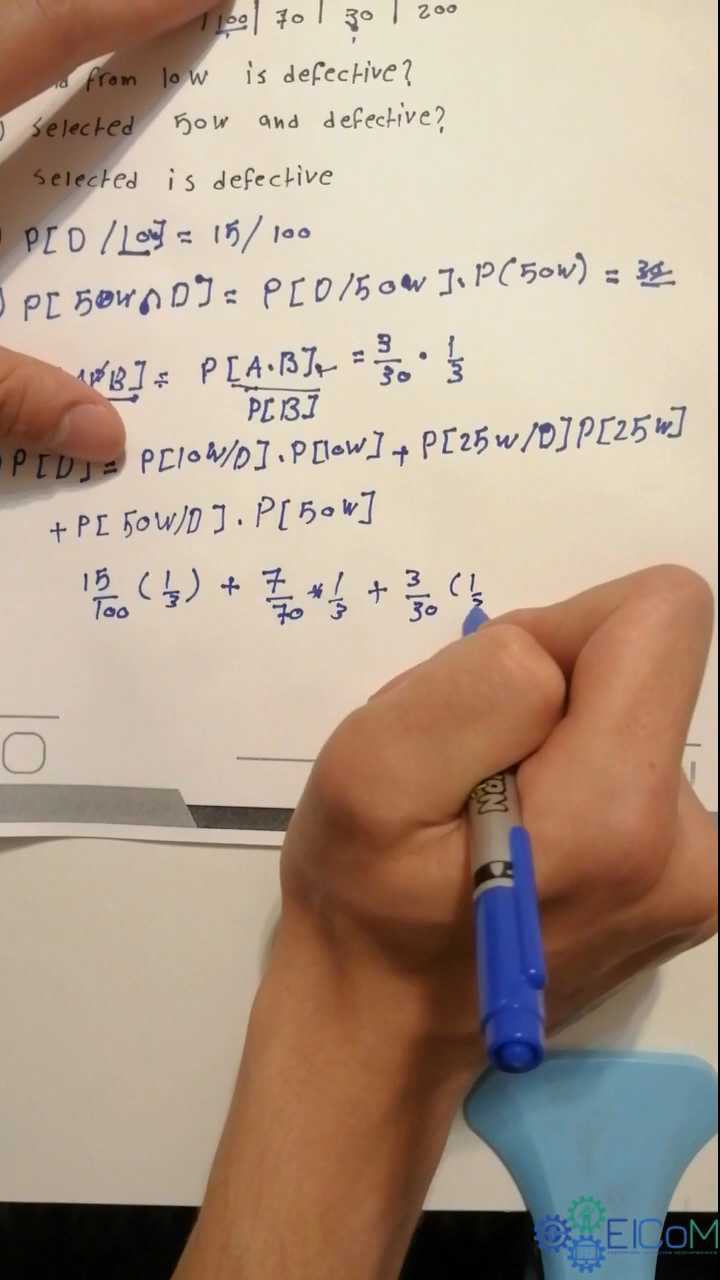 100 | 70 | 30 | 200
from low is defective?
) selected 50w and defective?
selected is defective
P[D/Low] = 15/100
) P[50w∩D] = P[D/50w]. P(50w) =
B] = P[A.B] = 3/30 · 1/3
P[B]
P[D] = P[10w/D]. P[10w] + P[25w/D]P[25w]
+ P[50w/D]. P[50w]
15/100 (1/3) + 7/70 * 1/3 + 3/30 (1/3
EICoM